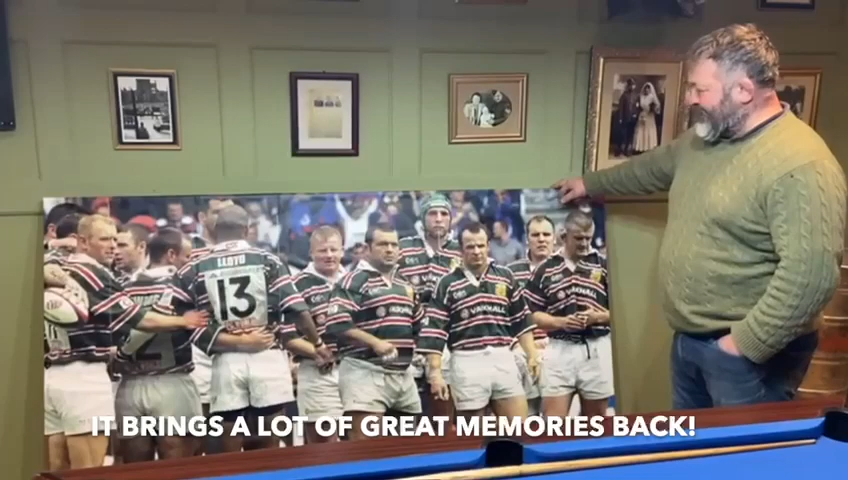 LLOYD
13
VAUXHALL
VAUXHALL
IT BRINGS A LOT OF GREAT MEMORIES BACK!